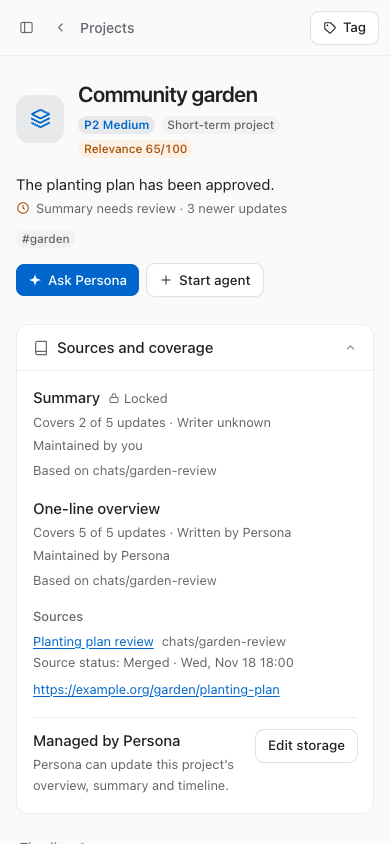 Projects
Tag
Community garden
P2 Medium
Short-term project
Relevance 65/100
The planting plan has been approved.
Summary needs review · 3 newer updates
#garden
Ask Persona
Start agent
Sources and coverage
Summary Locked
Covers 2 of 5 updates · Writer unknown
Maintained by you
Based on chats/garden-review
One-line overview
Covers 5 of 5 updates · Written by Persona
Maintained by Persona
Based on chats/garden-review
Sources
Planting plan review chats/garden-review
Source status: Merged · Wed, Nov 18 18:00
https://example.org/garden/planting-plan
Managed by Persona
Edit storage
Persona can update this project's
overview, summary and timeline.